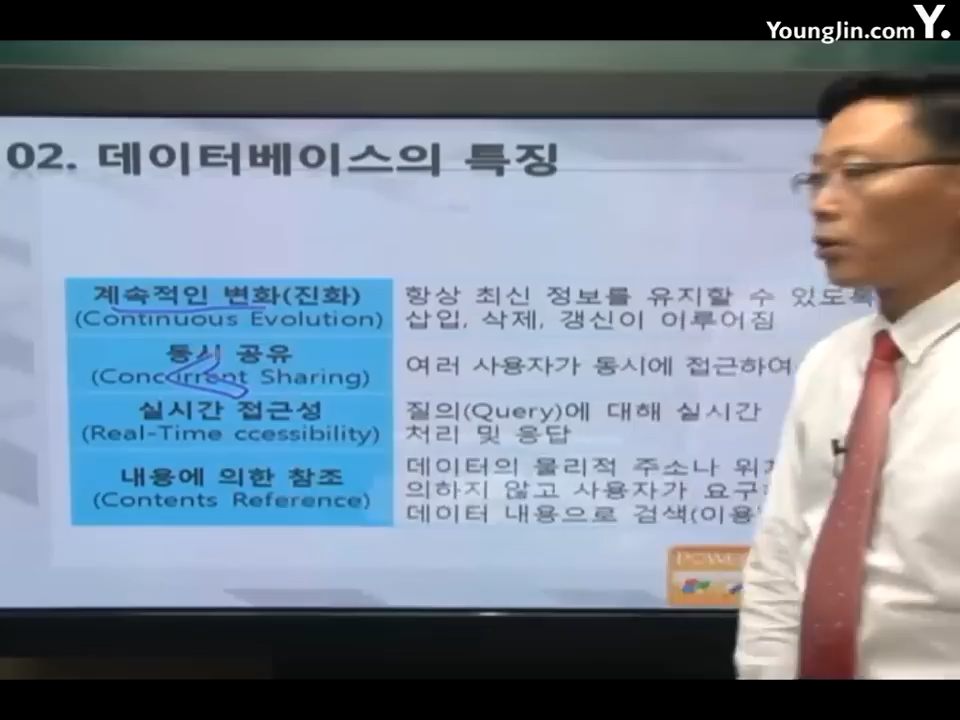 YoungJin.com Y.
02. 데이터베이스의 특징
계속적인 변화(진화)
(Continuous Evolution)
항상 최신 정보를 유지할 수 있도록
삽입, 삭제, 갱신이 이루어짐
동시 공유
(Concurrent Sharing)
여러 사용자가 동시에 접근하여
실시간 접근성
(Real-Time ccessibility)
질의(Query)에 대해 실시간
처리 및 응답
내용에 의한 참조
(Contents Reference)
데이터의 물리적 주소나
의하지 않고 사용자가
데이터 내용으로 검색(이용